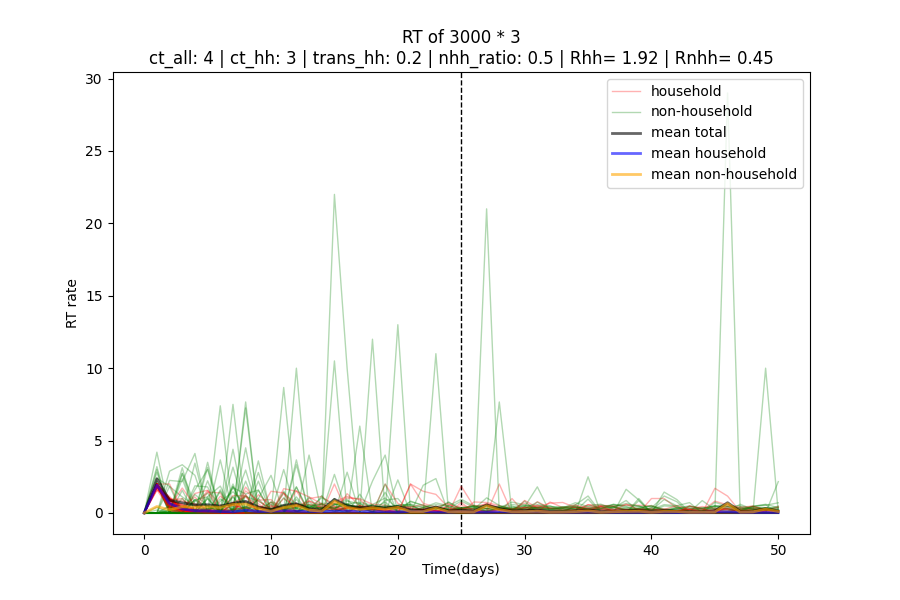 RT of 3000 * 3
ct_all: 4 | ct_hh: 3 | trans_hh: 0.2 | nhh_ratio: 0.5 | Rhh= 1.92 | Rnhh= 0.45
household
non-household
mean total
mean household
mean non-household
RT rate
30
25
20
15
10
5
0
0 10 20 30 40 50
Time(days)